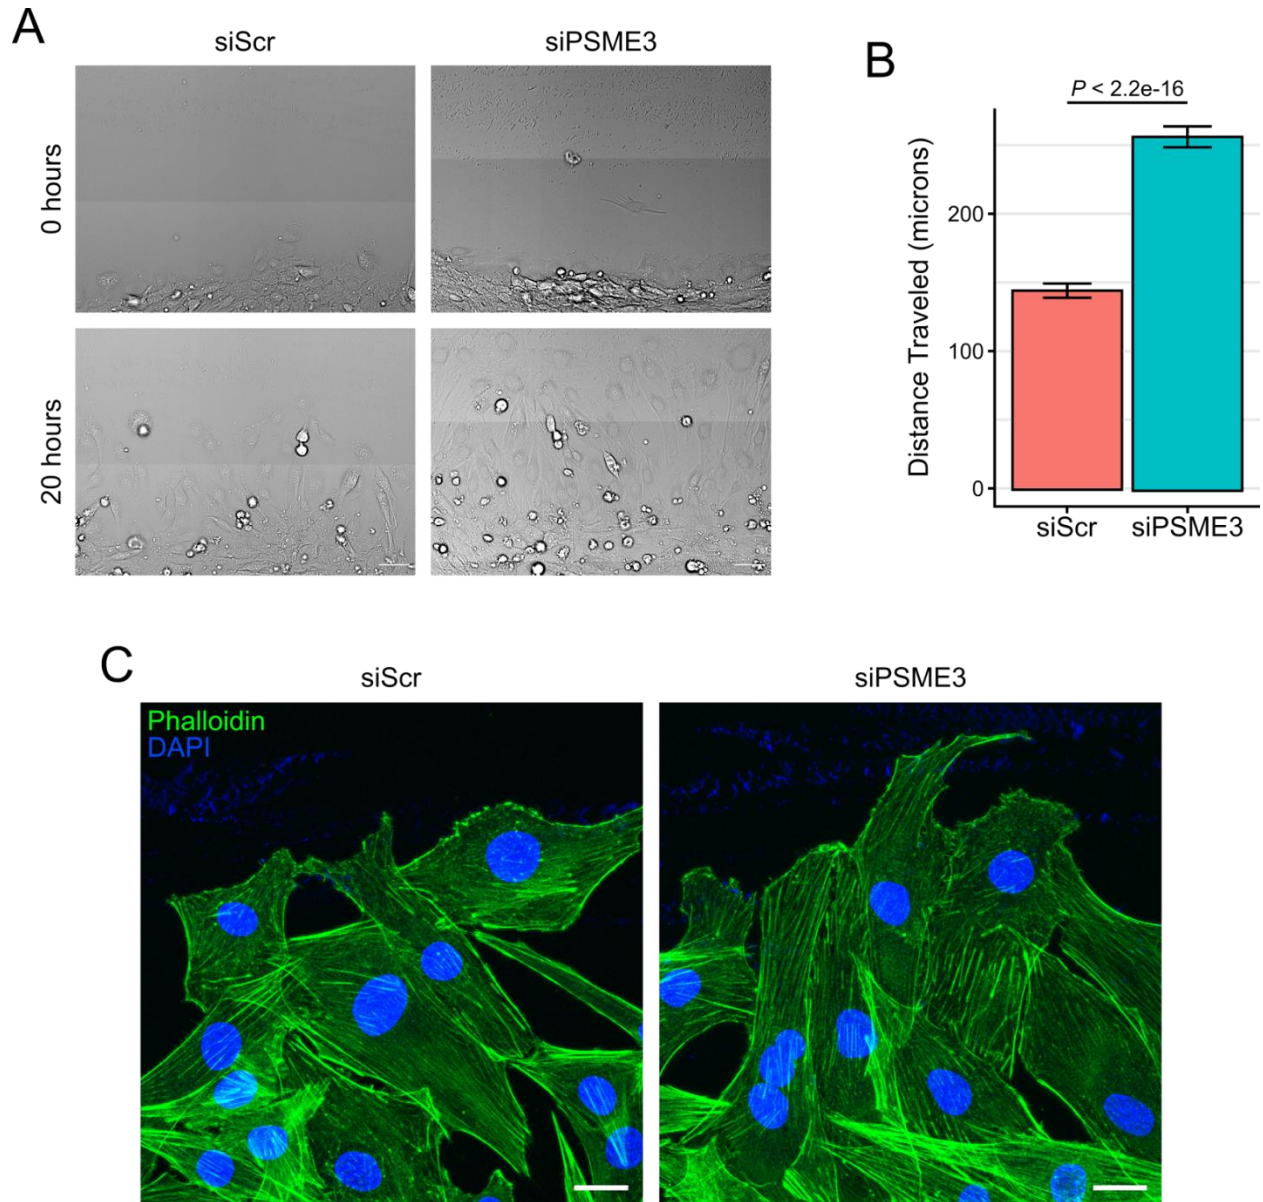 A
siScr
siPSME3
0 hours
20 hours
B
P < 2.2e-16
Distance Traveled (microns)
200
100
0
siScr
siPSME3
C
siScr
siPSME3
Phalloidin
DAPI